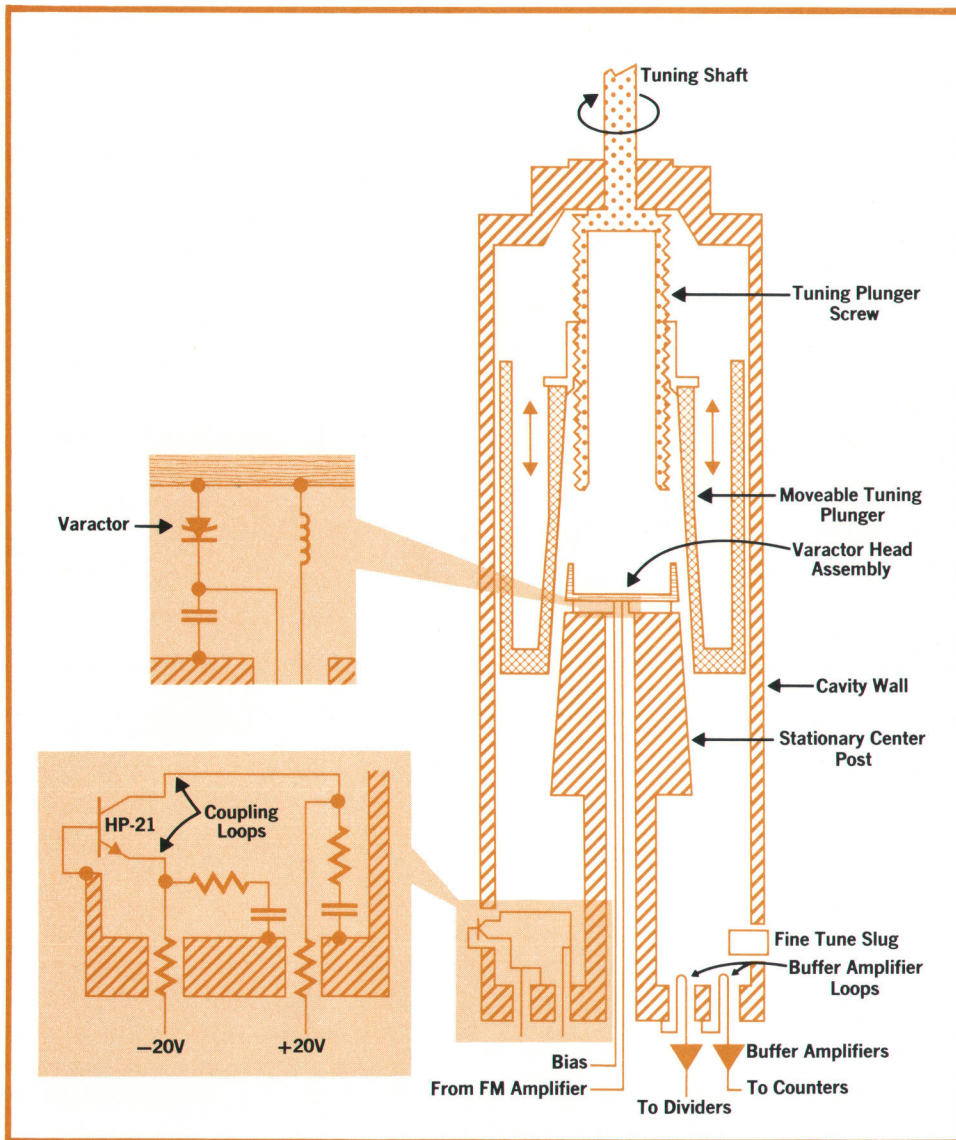 Tuning Shaft
Tuning Plunger
Screw
Moveable Tuning
Plunger
Varactor
Varactor Head
Assembly
Cavity Wall
Stationary Center
Post
HP-21
Coupling
Loops
Fine Tune Slug
Buffer Amplifier
Loops
−20V
+20V
Bias
Buffer Amplifiers
From FM Amplifier
To Counters
To Dividers